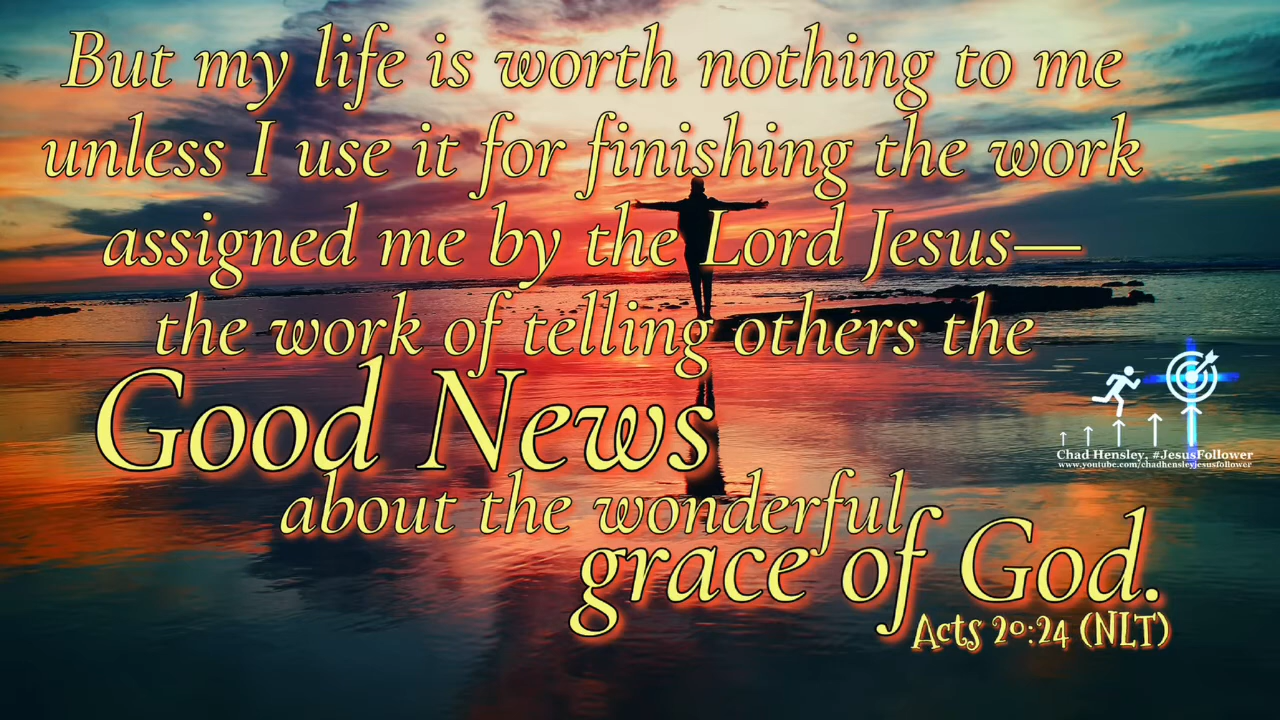 But my life is worth nothing to me
unless I use it for finishing the work
assigned me by the Lord Jesus—
the work of telling others the
Good News
about the wonderful
grace of God.
Acts 20:24 (NLT)
Chad Hensley, #JesusFollower
www.youtube.com/chadhensleyjesusfollower